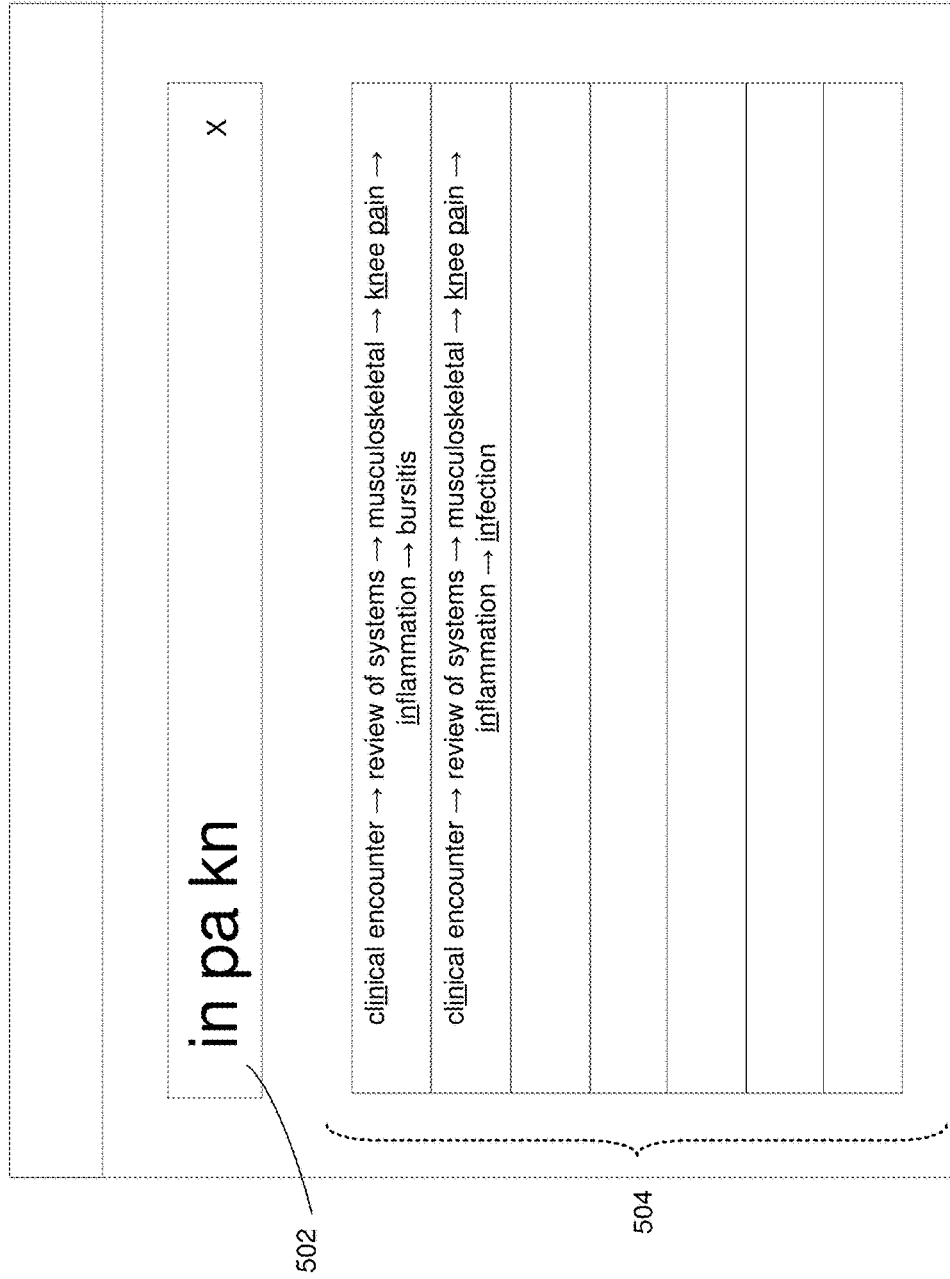 in pa kn X
clinical encounter → review of systems → musculoskeletal → knee pain →
inflammation → bursitis
clinical encounter → review of systems → musculoskeletal → knee pain →
inflammation → infection
502
504